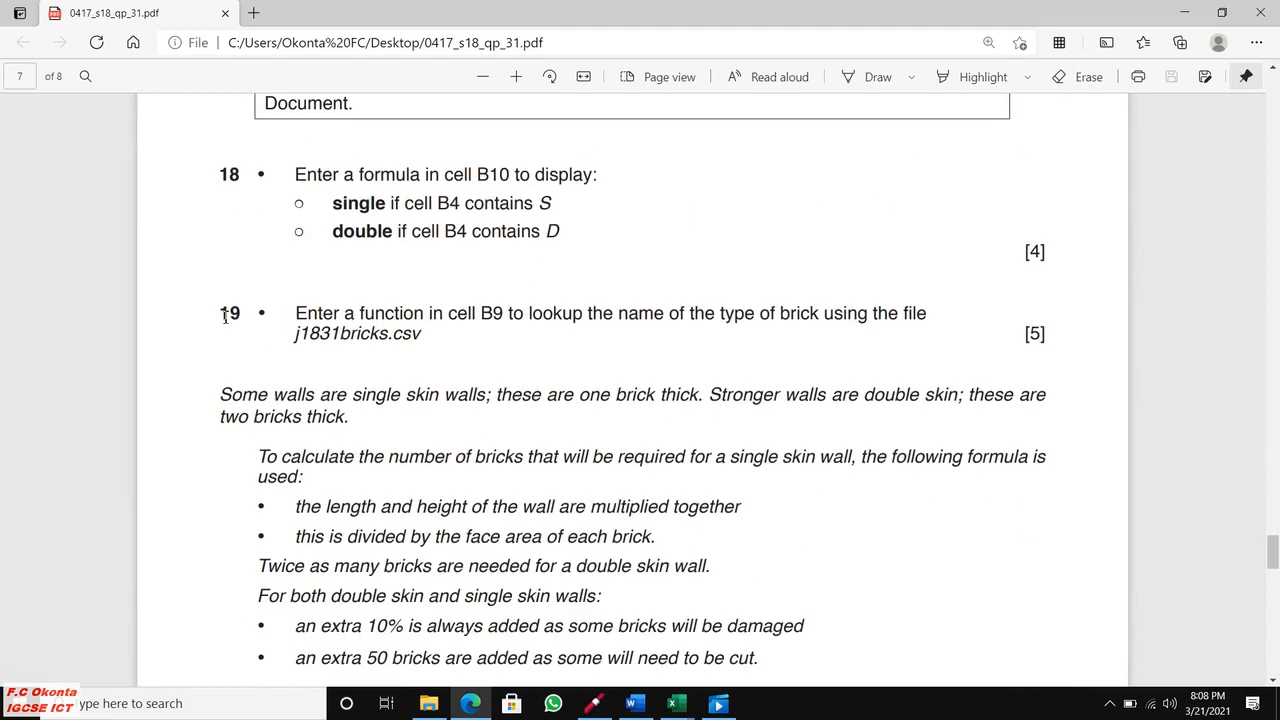 0417_s18_qp_31.pdf
File C:/Users/Okonta%20FC/Desktop/0417_s18_qp_31.pdf
7 of 8 Page view Read aloud Draw Highlight Erase
Document.
18 • Enter a formula in cell B10 to display:
○ single if cell B4 contains S
○ double if cell B4 contains D
[4]
19 • Enter a function in cell B9 to lookup the name of the type of brick using the file
j1831bricks.csv [5]
Some walls are single skin walls; these are one brick thick. Stronger walls are double skin; these are
two bricks thick.
To calculate the number of bricks that will be required for a single skin wall, the following formula is
used:
• the length and height of the wall are multiplied together
• this is divided by the face area of each brick.
Twice as many bricks are needed for a double skin wall.
For both double skin and single skin walls:
• an extra 10% is always added as some bricks will be damaged
• an extra 50 bricks are added as some will need to be cut.
F.C Okonta
IGCSE ICT
ype here to search
8:08 PM
3/21/2021